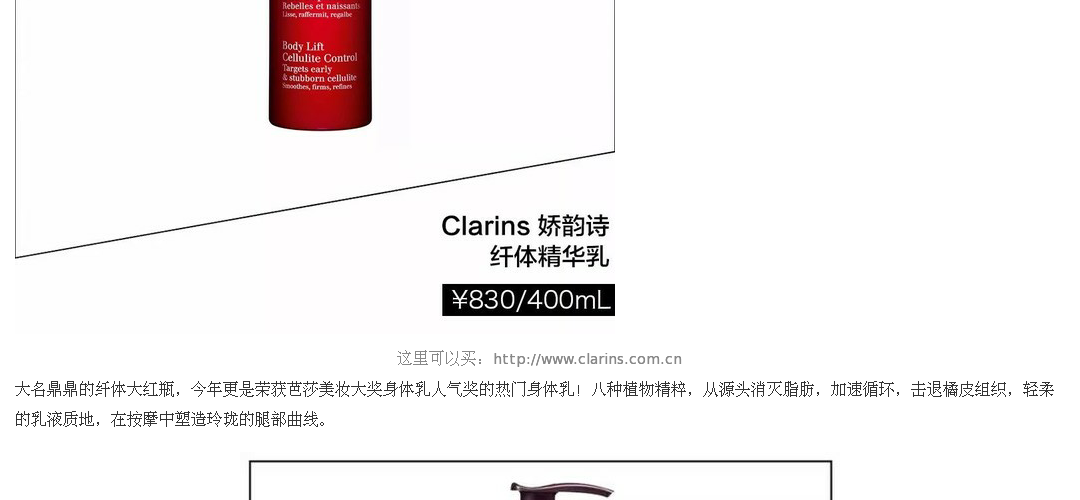 Rebelles et naissants
Lisse, raffermit, regalbe
Body Lift
Cellulite Control
Targets early
& stubborn cellulite
Smoothes, firms, refines
Clarins 娇韵诗
纤体精华乳
¥830/400mL
这里可以买：http://www.clarins.com.cn
大名鼎鼎的纤体大红瓶，今年更是荣获芭莎美妆大奖身体乳人气奖的热门身体乳！八种植物精粹，从源头消灭脂肪，加速循环，击退橘皮组织，轻柔
的乳液质地，在按摩中塑造玲珑的腿部曲线。